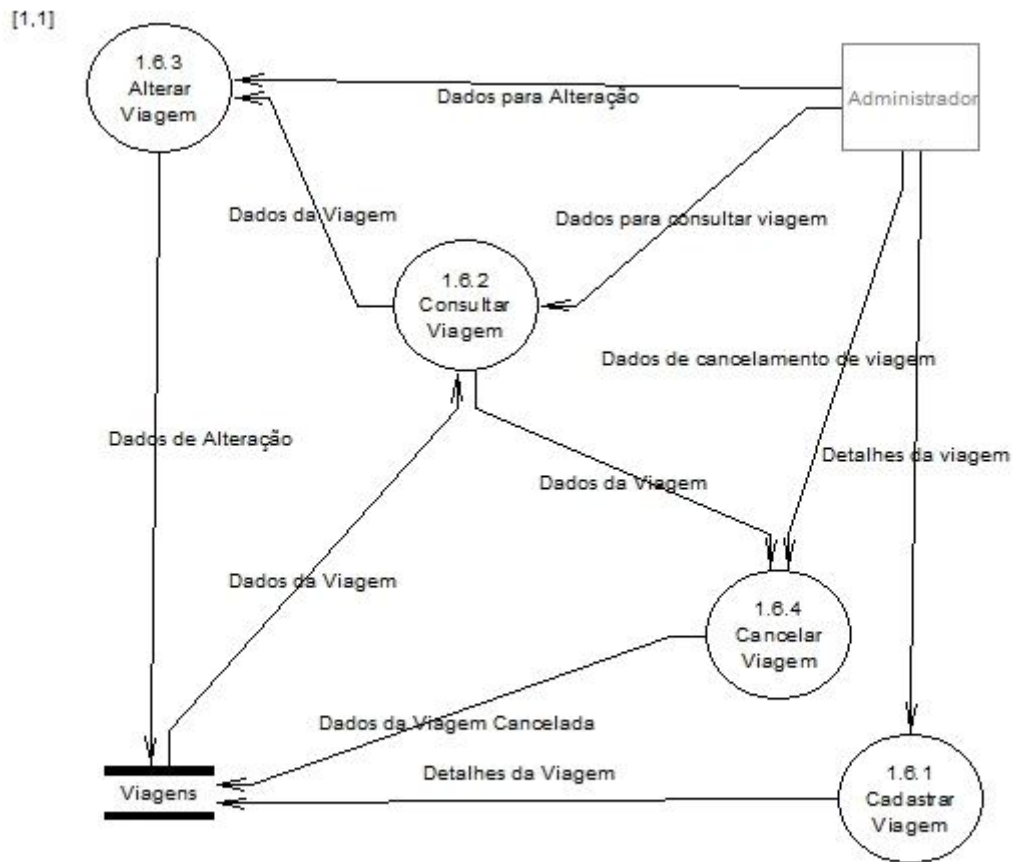 [1,1]
1.6.3
Alterar
Viagem
Dados para Alteração
Administrador
Dados da Viagem
Dados para consultar viagem
1.6.2
Consultar
Viagem
Dados de cancelamento de viagem
Dados de Alteração
Detalhes da viagem
Dados da Viagem
Dados da Viagem
1.6.4
Cancelar
Viagem
Dados da Viagem Cancelada
Detalhes da Viagem
Viagens
1.6.1
Cadastrar
Viagem